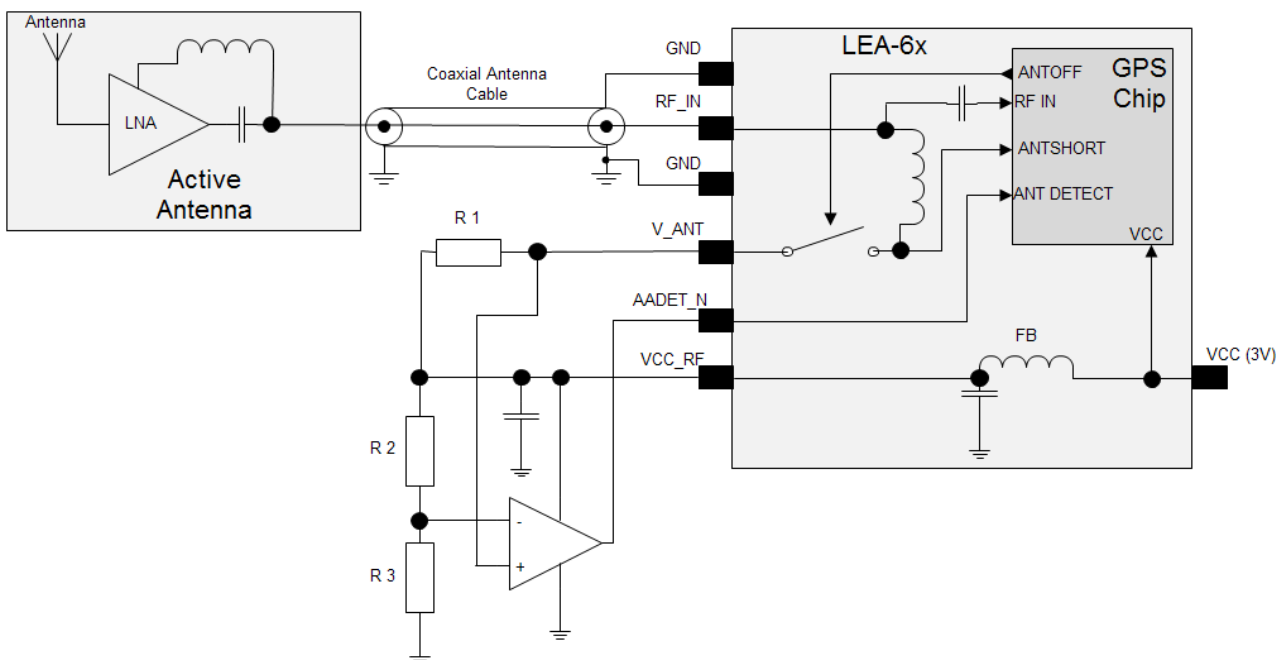 Antenna
LNA
Active
Antenna
Coaxial Antenna
Cable
GND
RF_IN
GND
V_ANT
AADET_N
VCC_RF
R 1
R 2
R 3
-
+
LEA-6x
GPS
Chip
ANTOFF
RF IN
ANTSHORT
ANT DETECT
VCC
FB
VCC (3V)